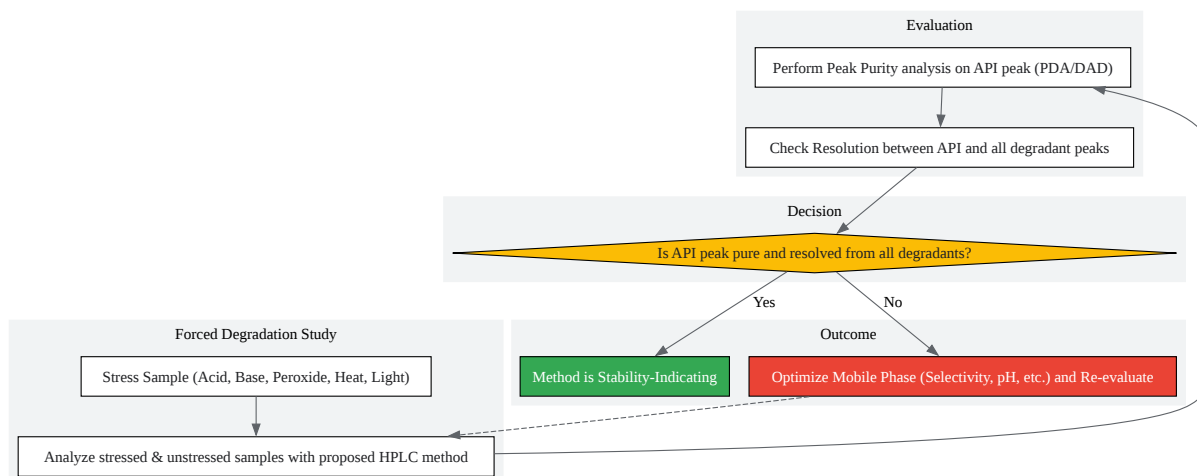 Evaluation
Perform Peak Purity analysis on API peak (PDA/DAD)
Check Resolution between API and all degradant peaks
Decision
Is API peak pure and resolved from all degradants?
Yes
No
Forced Degradation Study
Outcome
Stress Sample (Acid, Base, Peroxide, Heat, Light)
Method is Stability-Indicating
Optimize Mobile Phase (Selectivity, pH, etc.) and Re-evaluate
Analyze stressed & unstressed samples with proposed HPLC method